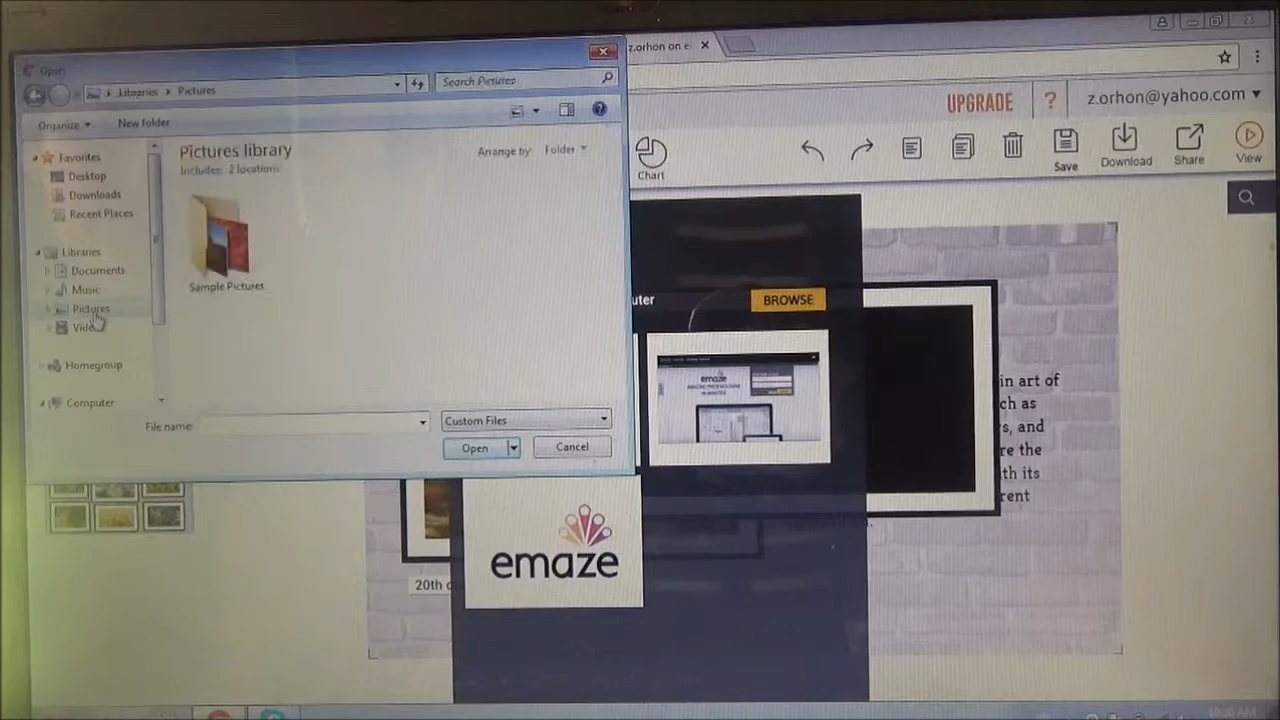 Open
z.orhon on e
Libraries
Pictures
Search Pictures
UPGRADE
?
z.orhon@yahoo.com
Organize
New folder
Pictures library
Includes: 2 locations
Arrange by:
Folder
Chart
Save
Download
Share
View
Favorites
Desktop
Downloads
Recent Places
Sample Pictures
Libraries
Documents
Music
Pictures
Vide
Homegroup
Computer
uter
BROWSE
emaze
File name:
Custom Files
Open
Cancel
in art of
ch as
s, and
re the
th its
rent
emaze
20th c